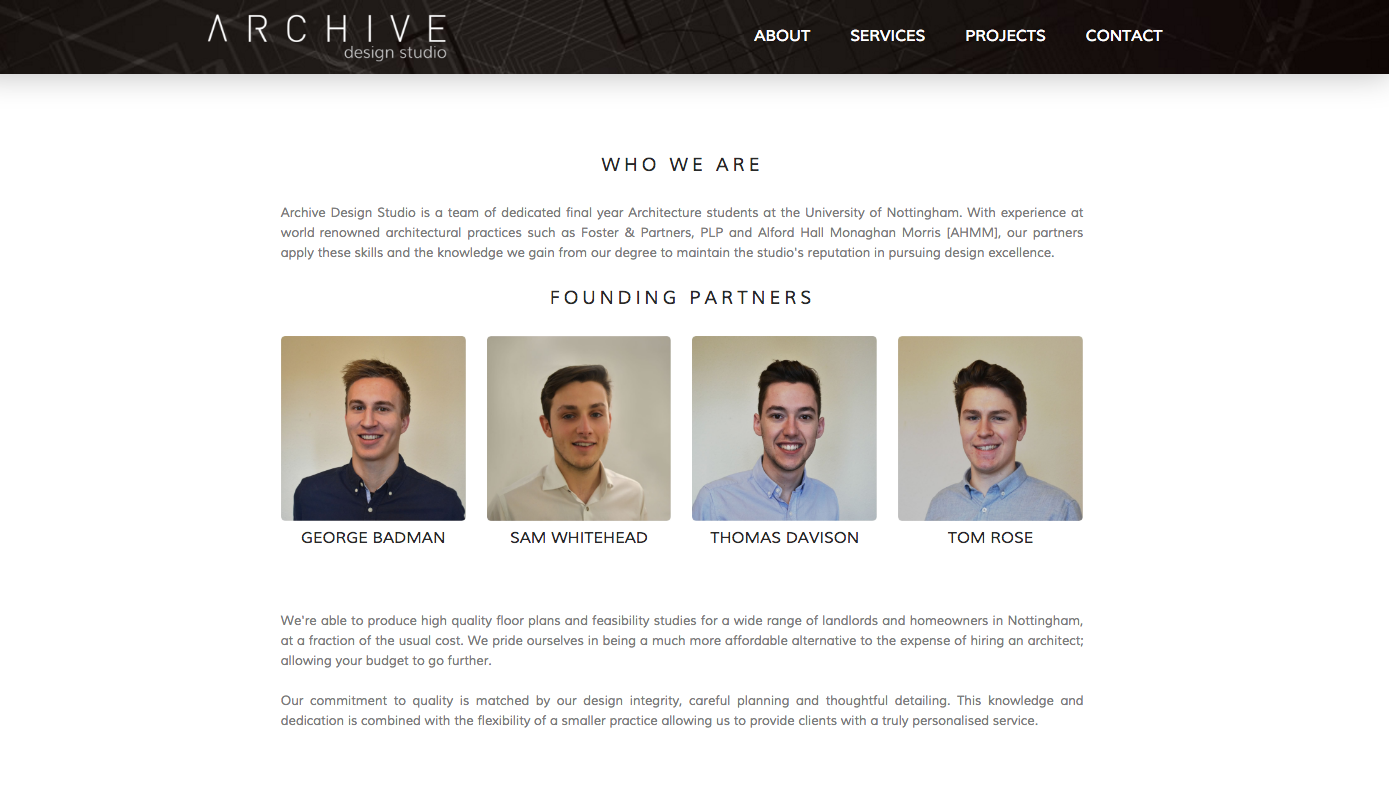 ARCHIVE
design studio
ABOUT SERVICES PROJECTS CONTACT
WHO WE ARE
Archive Design Studio is a team of dedicated final year Architecture students at the University of Nottingham. With experience at
world renowned architectural practices such as Foster & Partners, PLP and Alford Hall Monaghan Morris [AHMM], our partners
apply these skills and the knowledge we gain from our degree to maintain the studio's reputation in pursuing design excellence.
FOUNDING PARTNERS
GEORGE BADMAN SAM WHITEHEAD THOMAS DAVISON TOM ROSE
We're able to produce high quality floor plans and feasibility studies for a wide range of landlords and homeowners in Nottingham,
at a fraction of the usual cost. We pride ourselves in being a much more affordable alternative to the expense of hiring an architect;
allowing your budget to go further.
Our commitment to quality is matched by our design integrity, careful planning and thoughtful detailing. This knowledge and
dedication is combined with the flexibility of a smaller practice allowing us to provide clients with a truly personalised service.